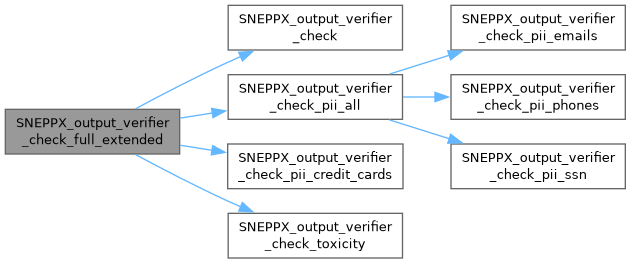 SNEPPX_output_verifier
_check_full_extended
SNEPPX_output_verifier
_check
SNEPPX_output_verifier
_check_pii_all
SNEPPX_output_verifier
_check_pii_credit_cards
SNEPPX_output_verifier
_check_toxicity
SNEPPX_output_verifier
_check_pii_emails
SNEPPX_output_verifier
_check_pii_phones
SNEPPX_output_verifier
_check_pii_ssn